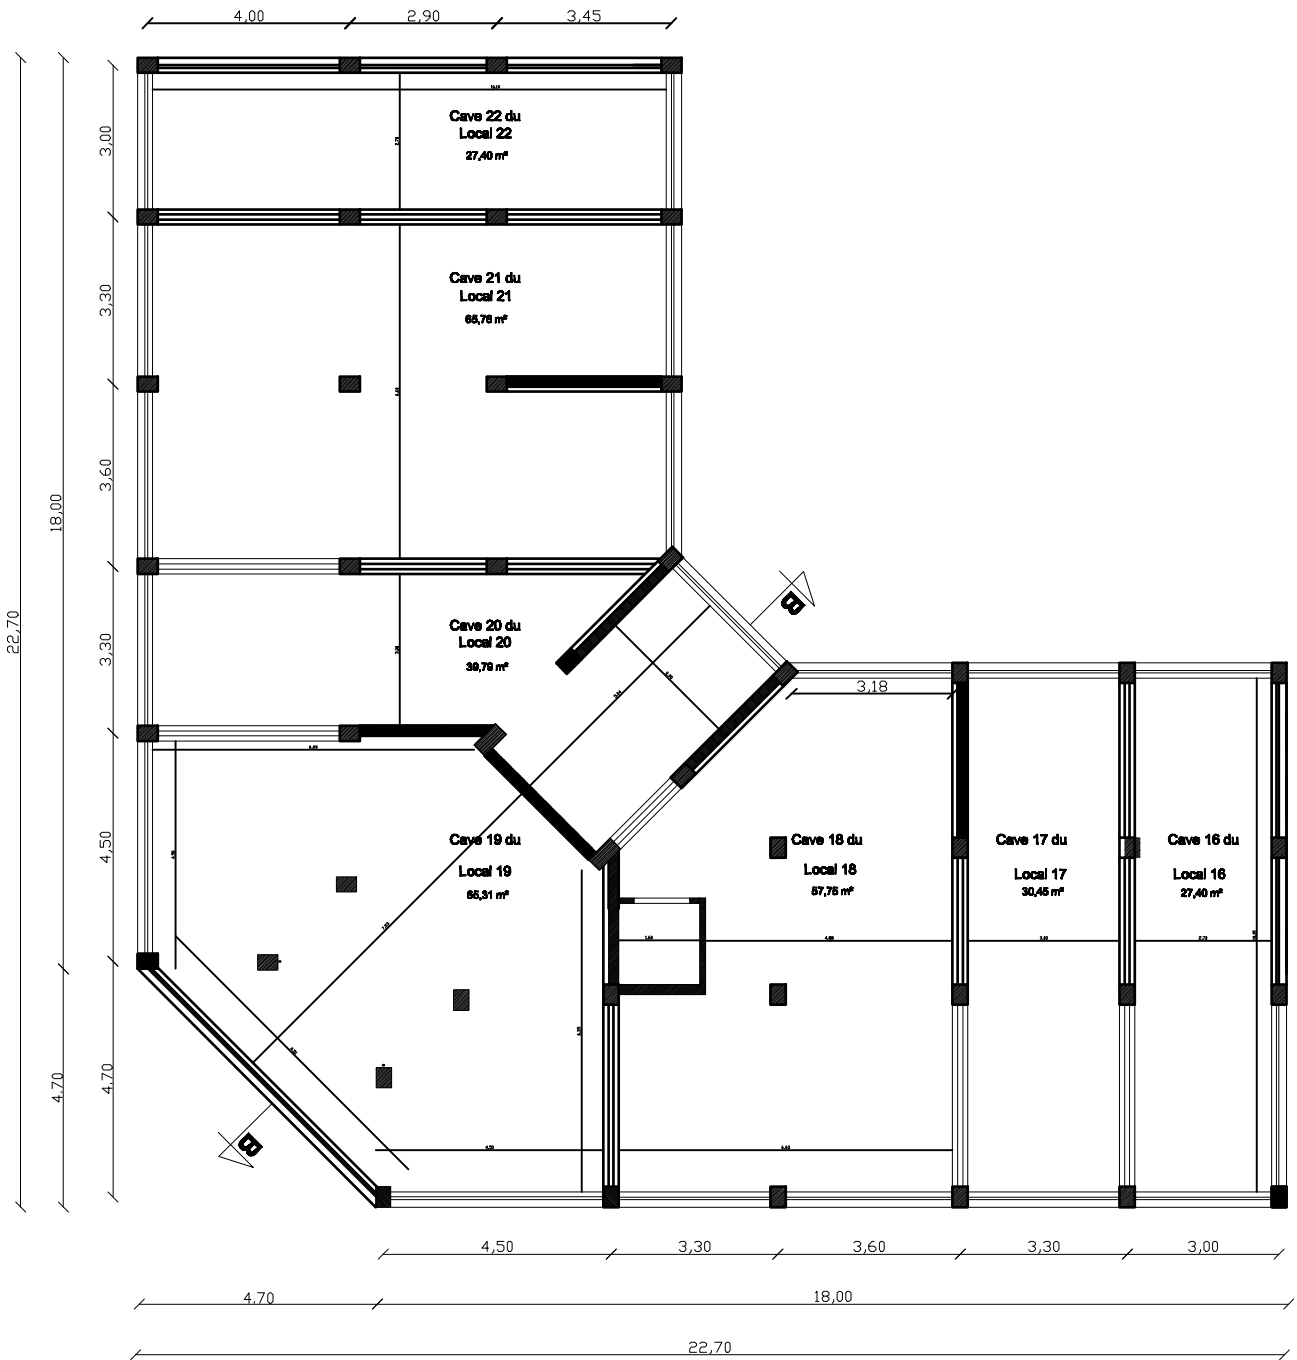 4,00
2,90
3,45
Cave 22 du
Local 22
27,40 m²
3,00
Cave 21 du
Local 21
3,30
3,60
18,00
22,70
Cave 20 du
Local 20
39,79 m²
3,30
B
3,18
4,50
Cave 19 du
Local 19
65,31 m²
Cave 18 du
Local 18
57,75 m²
Cave 17 du
Local 17
30,45 m²
Cave 16 du
Local 16
27,40 m²
4.70
4,70
B
4,50
3,30
3,60
3,30
3,00
4.70
18,00
22,70